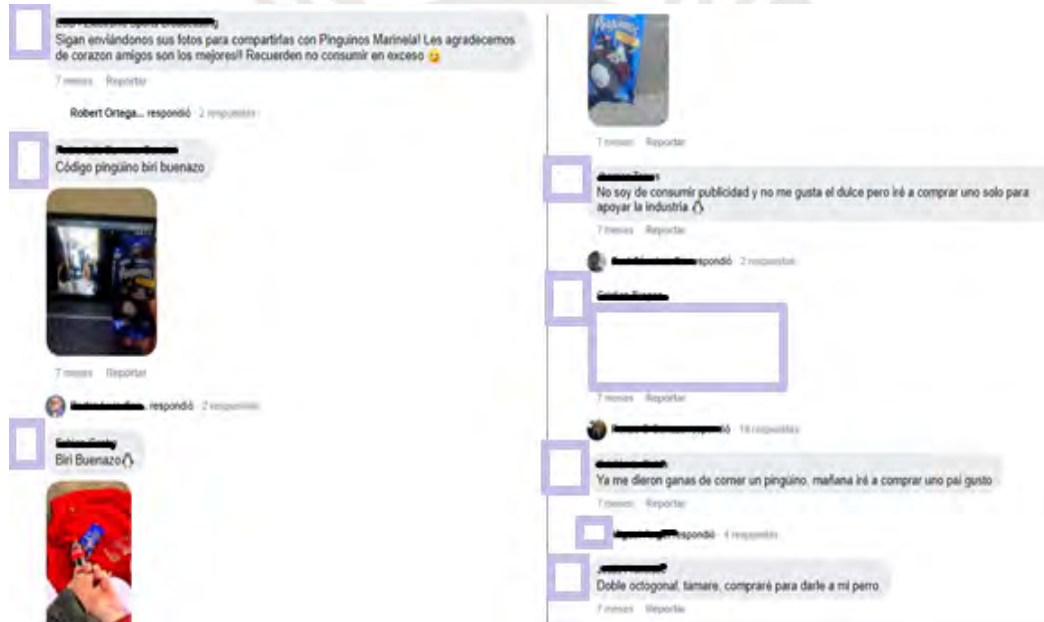 Sigan enviándonos sus fotos para compartirlas con Pinguinos Marinela! Les agradecemos
de corazon amigos son los mejores!! Recuerden no consumir en exceso
7 meses Reportar
Robert Ortega... respondió · 2 respuestas
Código pingüino biri buenazo
7 meses Reportar
respondió · 2 respuestas
Biri Buenazo
7 meses Reportar
No soy de consumir publicidad y no me gusta el dulce pero iré a comprar uno solo para
apoyar la industria
7 meses Reportar
spondió · 2 respuestas
7 meses Reportar
respuestas
Ya me dieron ganas de comer un pingüino, mañana iré a comprar uno pal gusto
7 meses Reportar
respondió · 4 respuestas
Doble octogonal, tamare, compraré para darle a mi perro.
7 meses Reportar